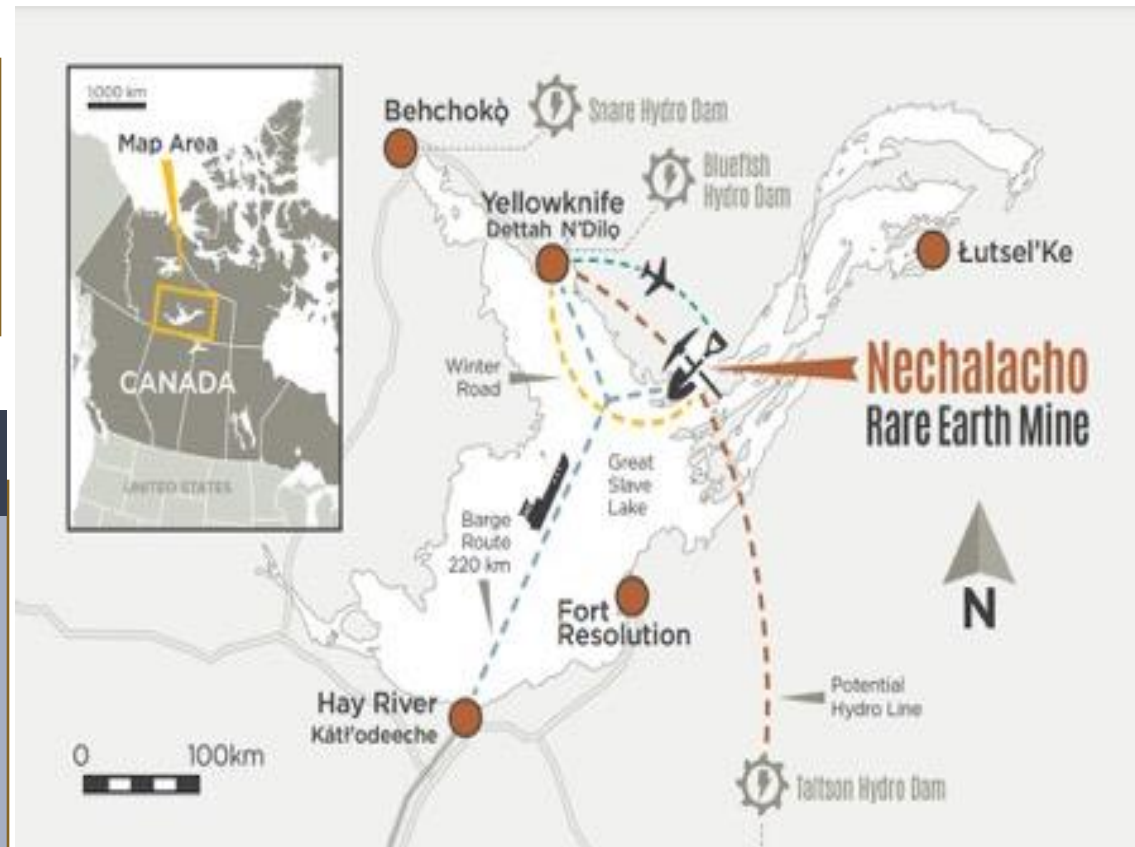 1000 km
Map Area
CANADA
UNITED STATES
Behchokǫ̀
Snare Hydro Dam
Bluefish
Hydro Dam
Yellowknife
Dettah N'Dilǫ
Łutsel'Ke
Nechalacho
Rare Earth Mine
Winter
Road
Great
Slave
Lake
Barge
Route
220 km
Fort
Resolution
N
Hay River
Kátł'odeeche
Potential
Hydro Line
0 100km
Taltson Hydro Dam